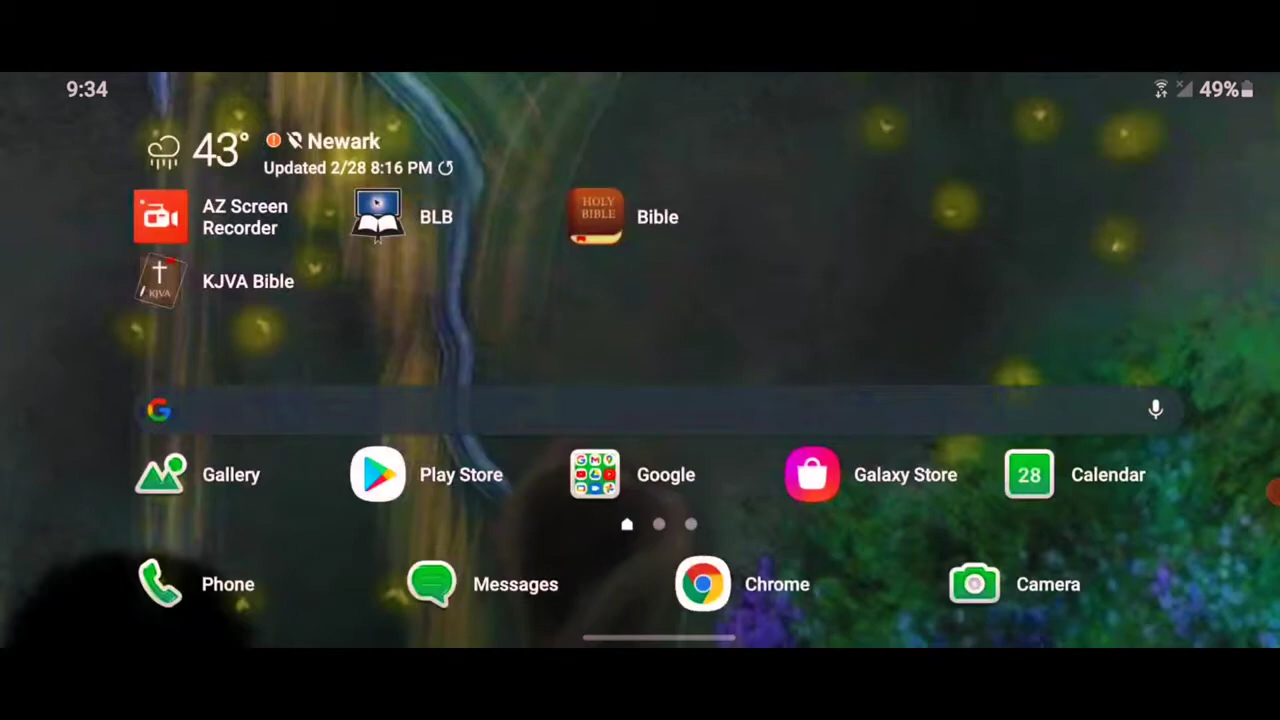 9:34
49%
43° Newark
Updated 2/28 8:16 PM
AZ Screen
Recorder
BLB
HOLY
BIBLE
Bible
KJVA
KJVA Bible
G
Gallery
Play Store
Google
Galaxy Store
28
Calendar
Phone
Messages
Chrome
Camera